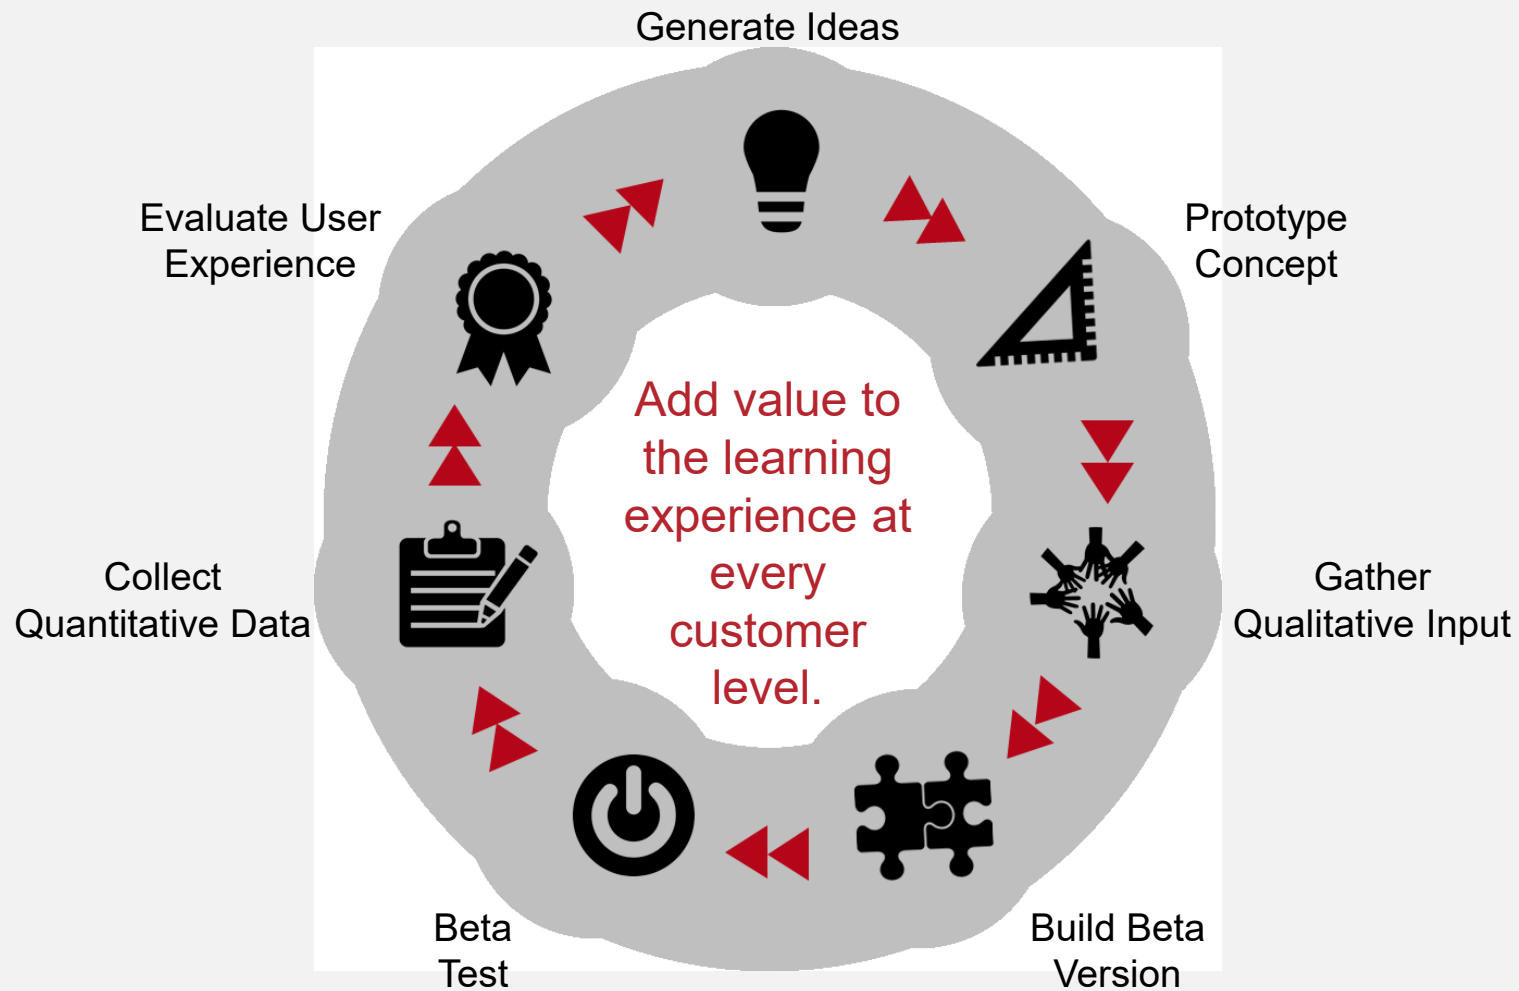 Generate Ideas
Prototype
Concept
Gather
Qualitative Input
Build Beta
Version
Beta
Test
Collect
Quantitative Data
Evaluate User
Experience
Add value to
the learning
experience at
every
customer
level.